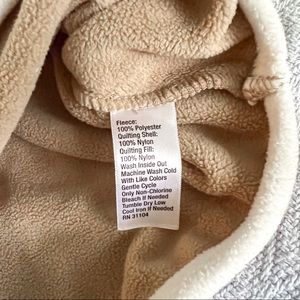 Fleece:
100% Polyester
Quilting Shell:
100% Nylon
Quilting Fill:
100% Nylon
Wash Inside Out
Machine Wash Cold
With Like Colors
Gentle Cycle
Only Non-Chlorine
Bleach If Needed
Tumble Dry Low
Cool Iron If Needed
RN 31104